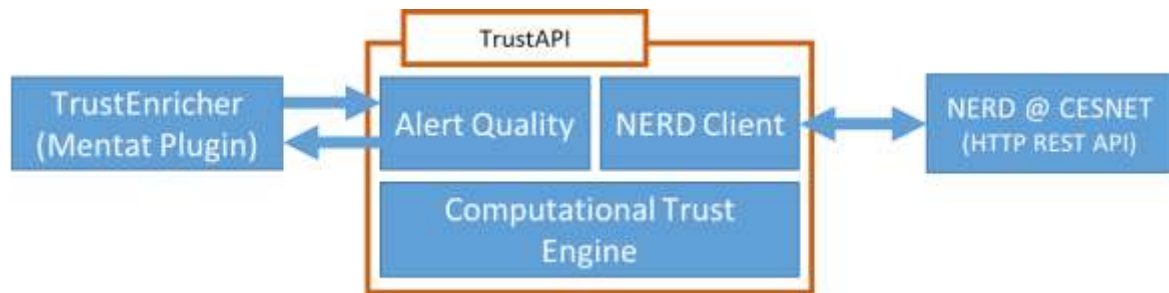 TrustAPI
TrustEnricher
(Mentat Plugin)
Alert Quality
NERD Client
NERD @ CESNET
(HTTP REST API)
Computational Trust
Engine